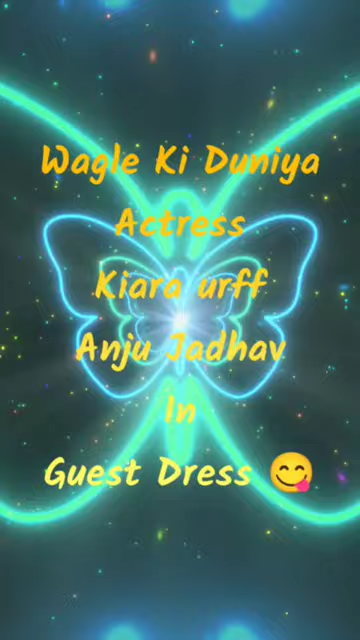 Wagle Ki Duniya
Actress
Kiara urff
Anju Jadhav
In
Guest Dress 😋